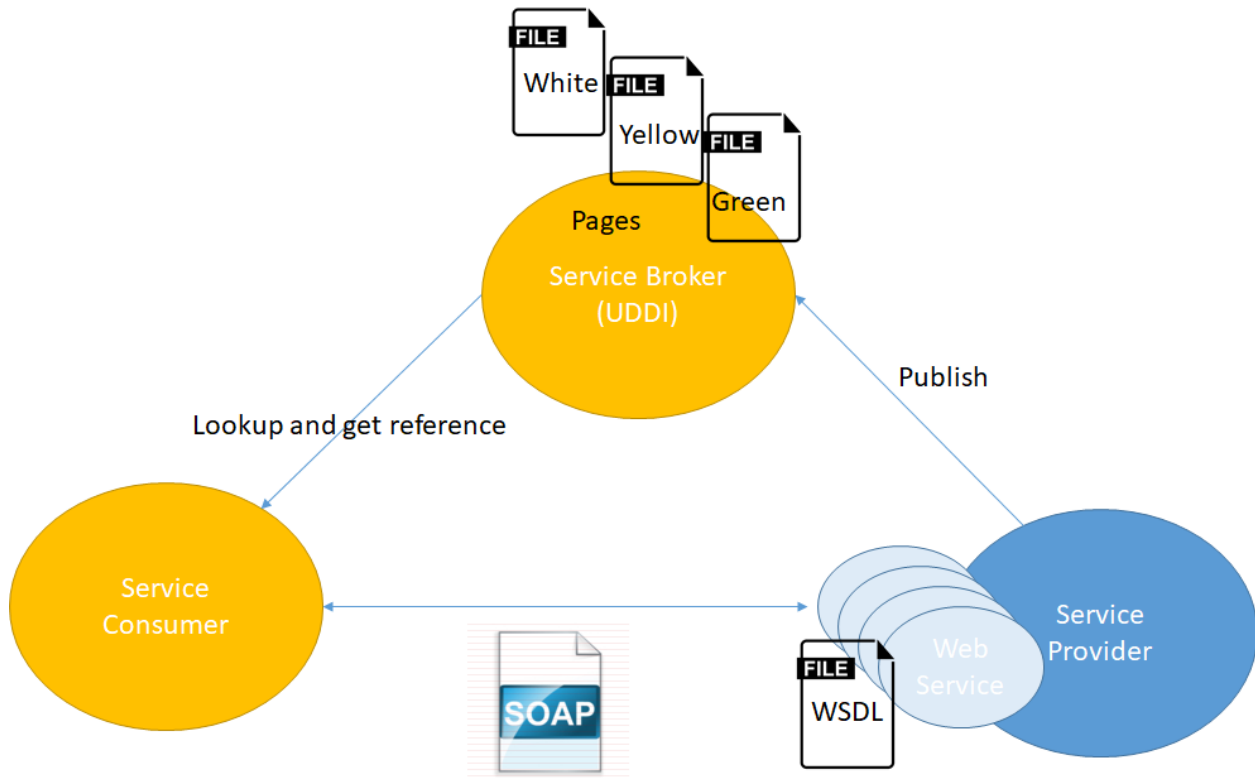 FILE
White
FILE
Yellow
FILE
Green
Pages
Service Broker
(UDDI)
Publish
Lookup and get reference
Service
Consumer
SOAP
FILE
WSDL
Web
Service
Service
Provider